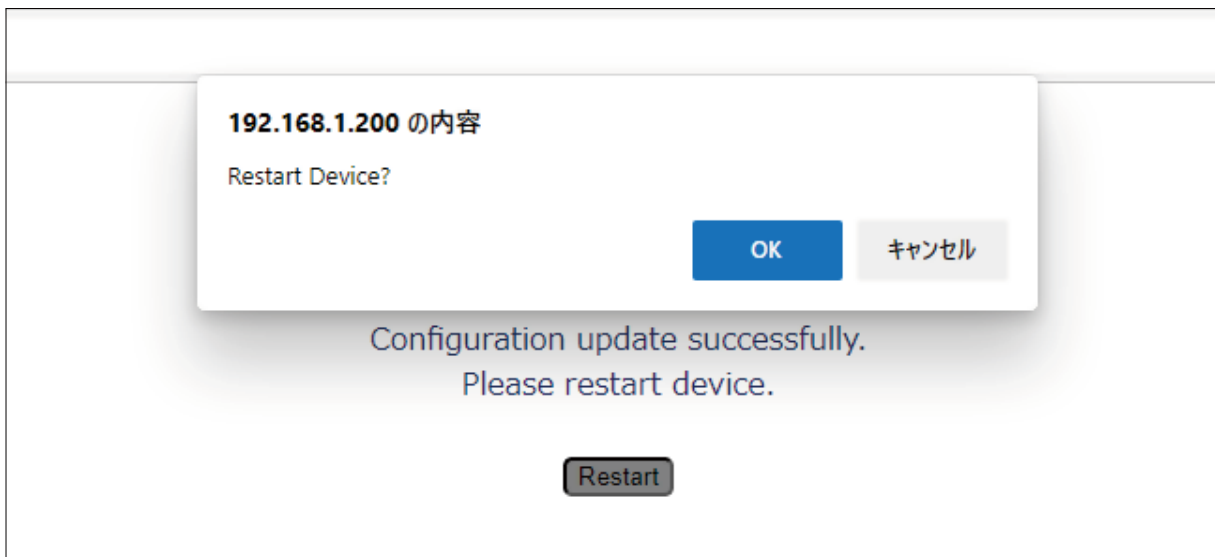 192.168.1.200 の内容
Restart Device?
OK キャンセル
Configuration update successfully.
Please restart device.
Restart